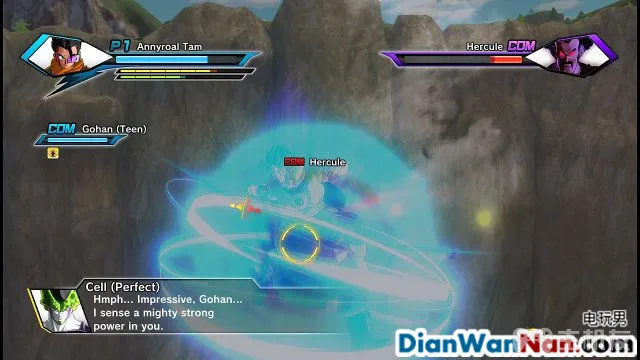 P1 Annyroal Tam
Hercule COM
COM Gohan (Teen)
COM Hercule
Cell (Perfect)
Hmph... Impressive, Gohan...
I sense a mighty strong
power in you.
电玩男
DianWanNan.com